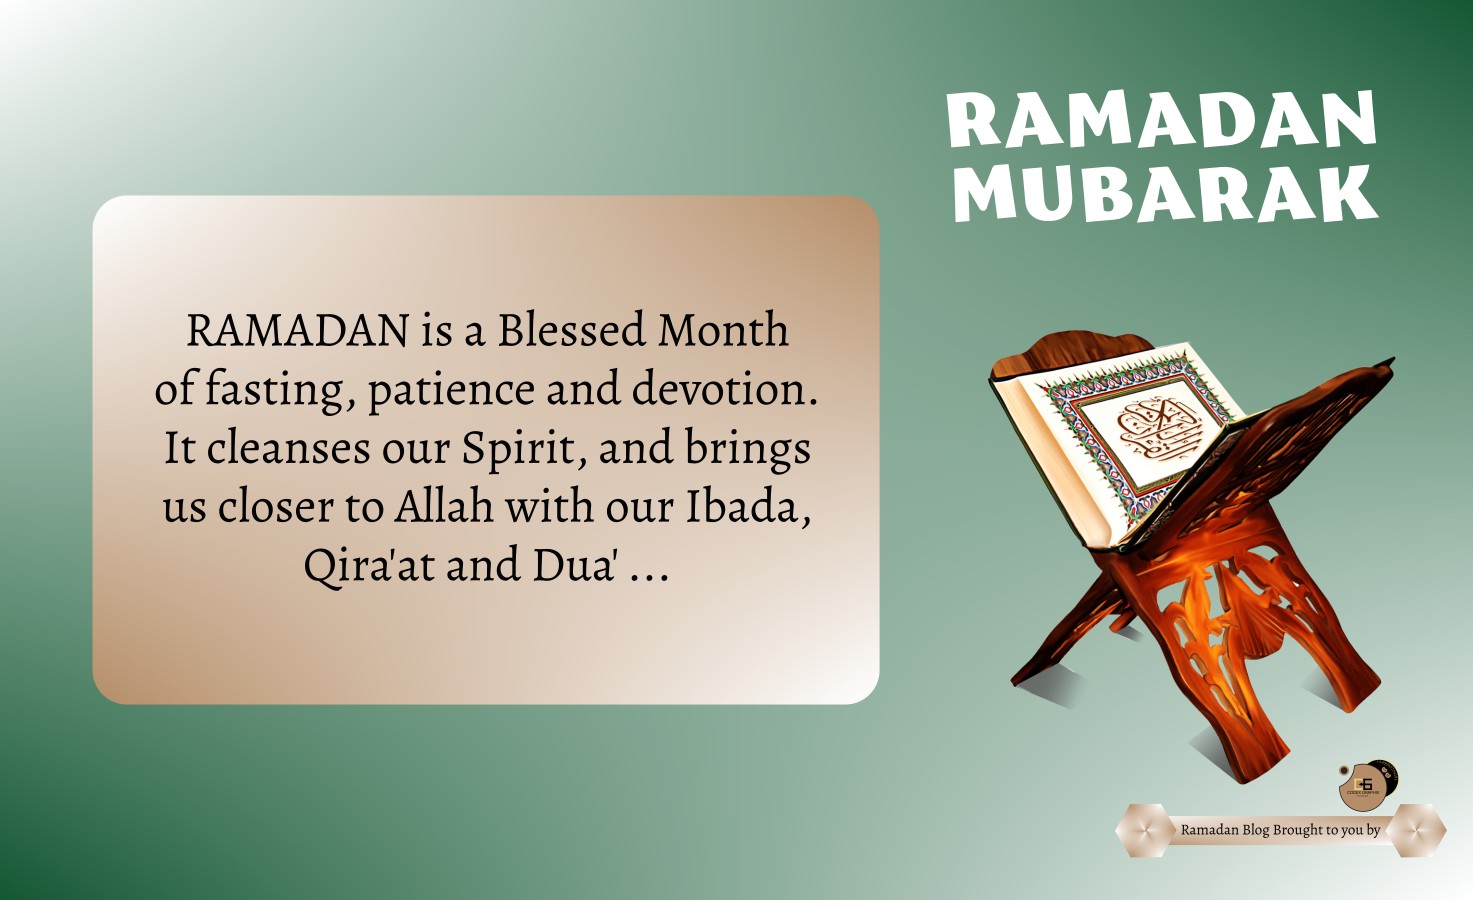 RAMADAN
MUBARAK
RAMADAN is a Blessed Month
of fasting, patience and devotion.
It cleanses our Spirit, and brings
us closer to Allah with our Ibada,
Qira'at and Dua' ...
Ramadan Blog Brought to you by